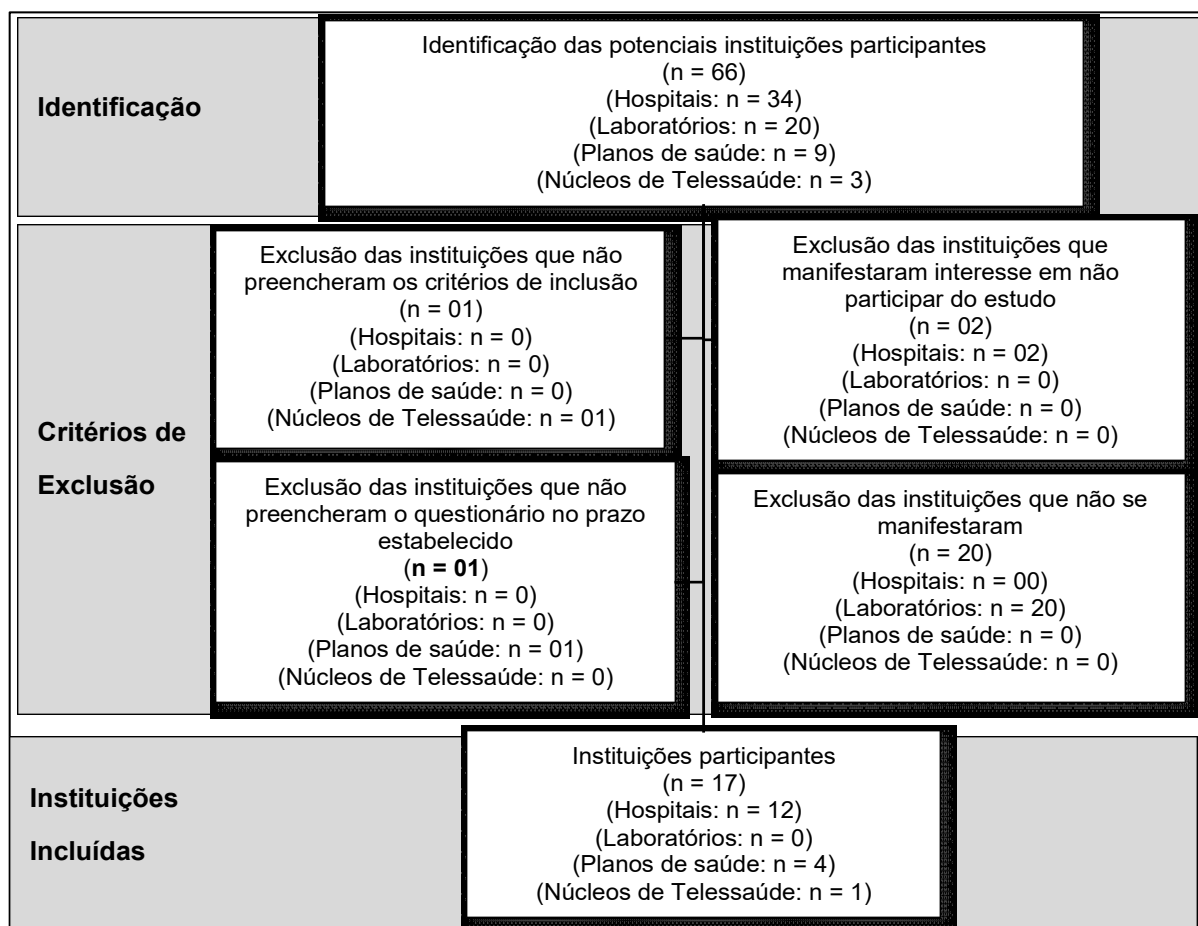 Identificação
Identificação das potenciais instituições participantes
(n = 66)
(Hospitais: n = 34)
(Laboratórios: n = 20)
(Planos de saúde: n = 9)
(Núcleos de Telessaúde: n = 3)
Critérios de
Exclusão
Exclusão das instituições que não
preencheram os critérios de inclusão
(n = 01)
(Hospitais: n = 0)
(Laboratórios: n = 0)
(Planos de saúde: n = 0)
(Núcleos de Telessaúde: n = 01)
Exclusão das instituições que
manifestaram interesse em não
participar do estudo
(n = 02)
(Hospitais: n = 02)
(Laboratórios: n = 0)
(Planos de saúde: n = 0)
(Núcleos de Telessaúde: n = 0)
Exclusão das instituições que não
preencheram o questionário no prazo
estabelecido
(n = 01)
(Hospitais: n = 0)
(Laboratórios: n = 0)
(Planos de saúde: n = 01)
(Núcleos de Telessaúde: n = 0)
Exclusão das instituições que não se
manifestaram
(n = 20)
(Hospitais: n = 00)
(Laboratórios: n = 20)
(Planos de saúde: n = 0)
(Núcleos de Telessaúde: n = 0)
Instituições
Incluídas
Instituições participantes
(n = 17)
(Hospitais: n = 12)
(Laboratórios: n = 0)
(Planos de saúde: n = 4)
(Núcleos de Telessaúde: n = 1)